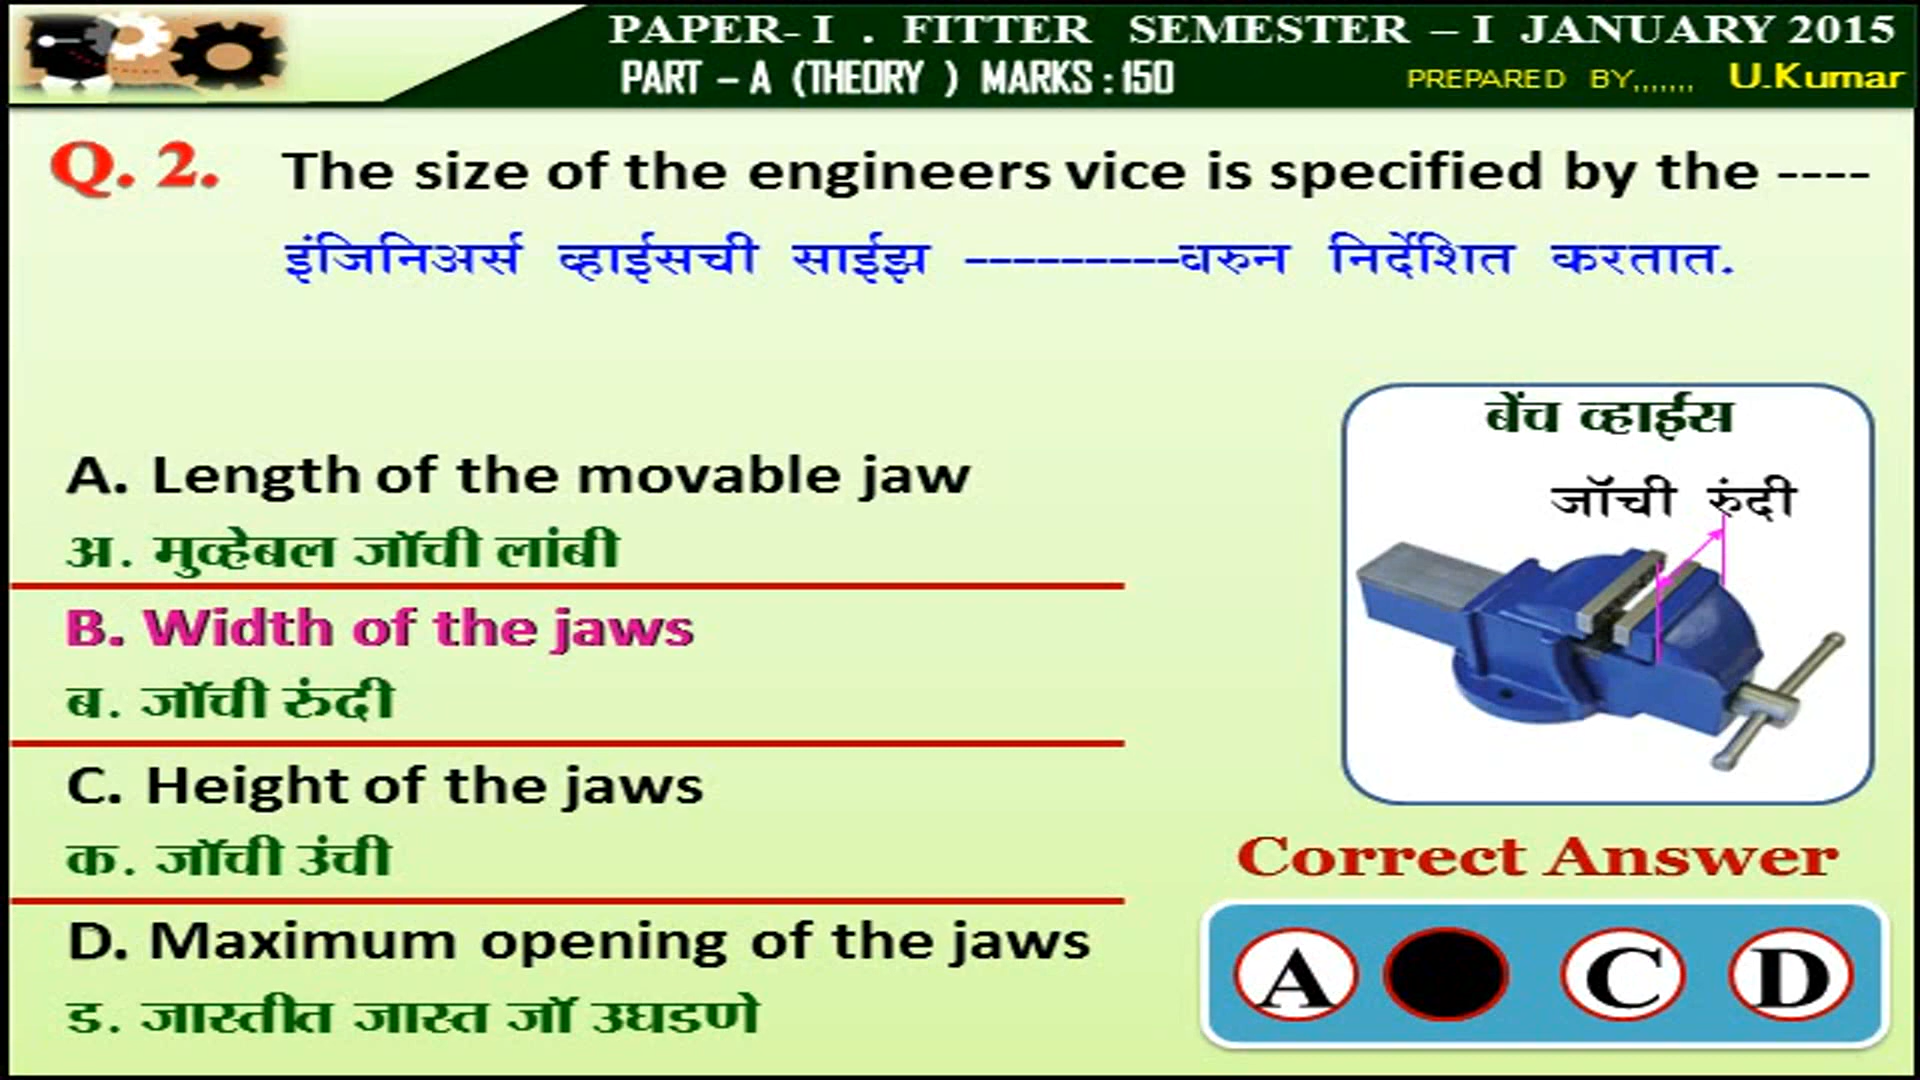 PAPER- I . FITTER SEMESTER – I JANUARY 2015
PART – A (THEORY ) MARKS : 150
PREPARED BY,,,,,,, U.Kumar
Q. 2. The size of the engineers vice is specified by the ----
इंजिनिअर्स व्हाईसची साईझ ----------वरुन निर्देशित करतात.
A. Length of the movable jaw
अ. मुव्हेबल जॉची लांबी
B. Width of the jaws
ब. जॉची रुंदी
C. Height of the jaws
क. जॉची उंची
D. Maximum opening of the jaws
ड. जास्तीत जास्त जॉ उघडणे
बेंच व्हाईस
जॉची रुंदी
Correct Answer
A C D